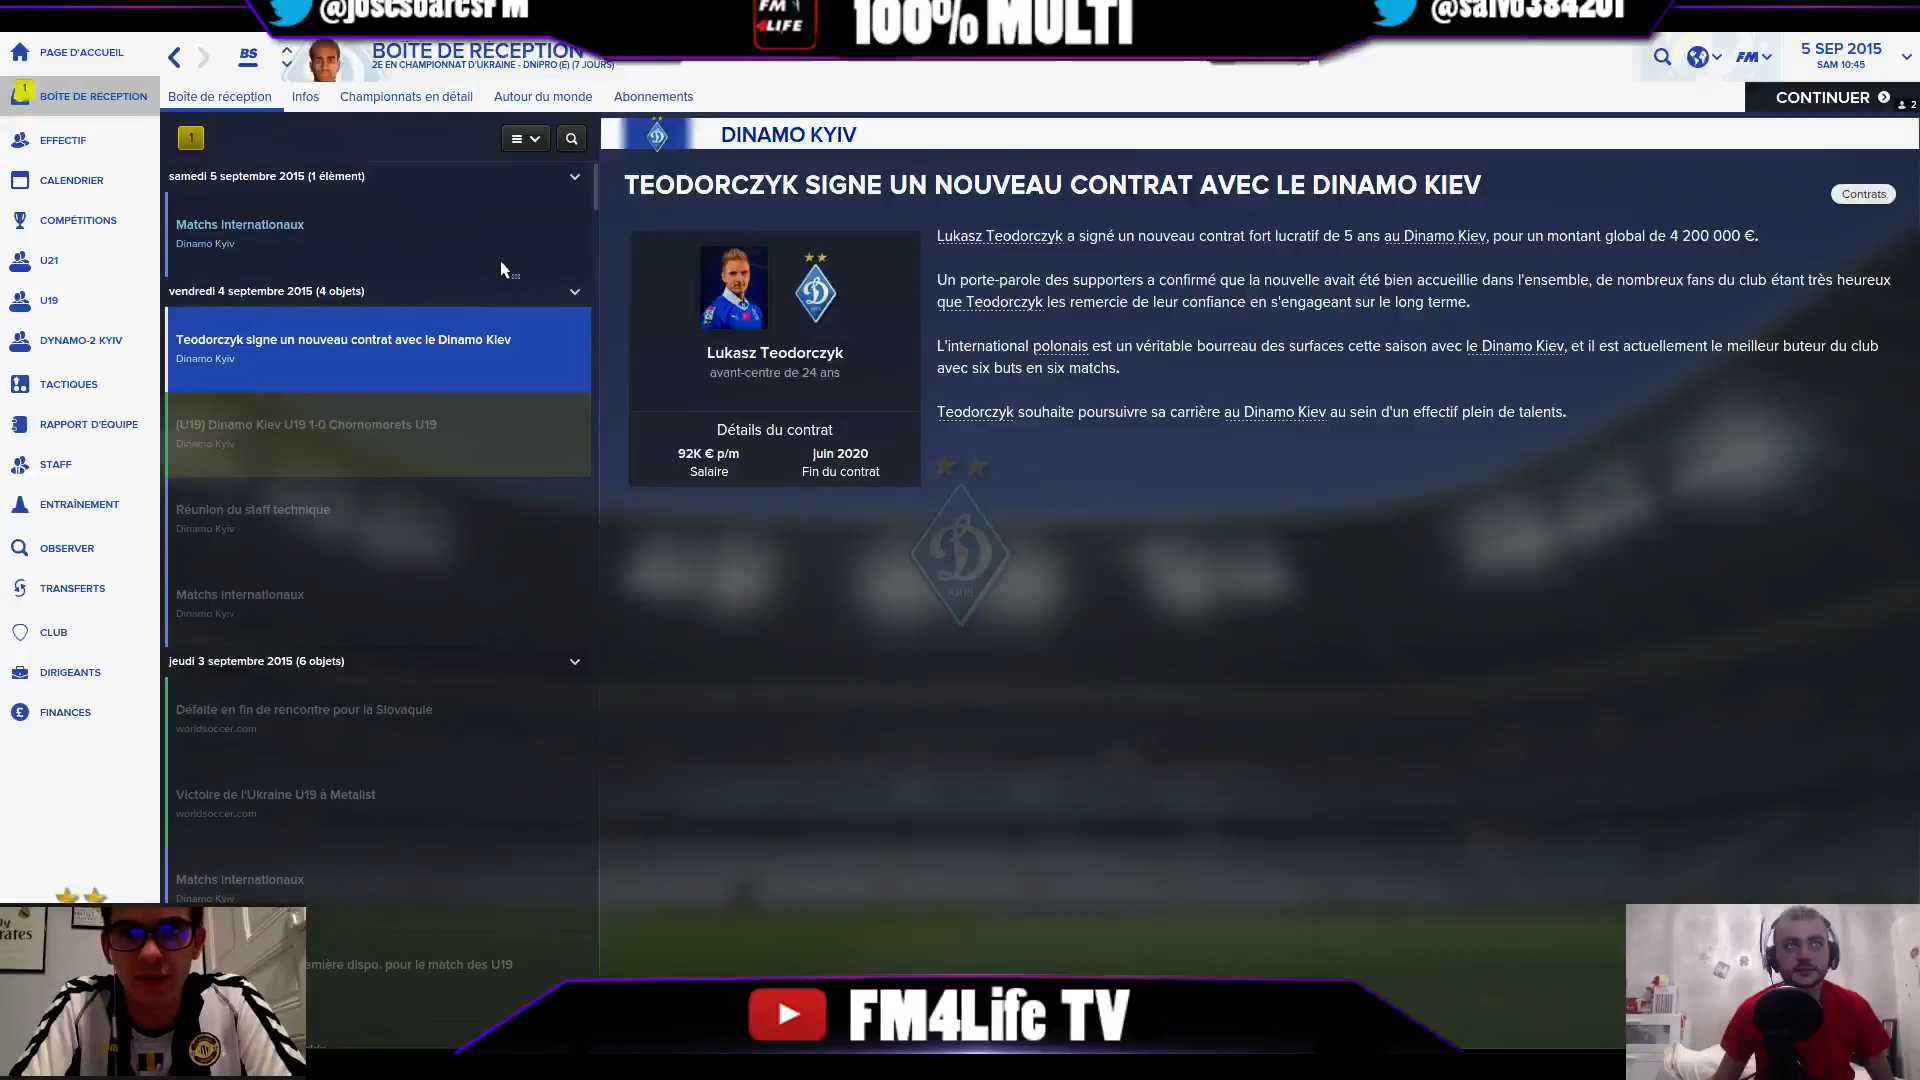 @josesoaresFM
FM
4LIFE
100% MULTI
@salvo384201
PAGE D'ACCUEIL
BS
BOÎTE DE RÉCEPTION
2E EN CHAMPIONNAT D'UKRAINE - DNIPRO (E) (7 JOURS)
FM
5 SEP 2015
SAM 10:45
1
BOÎTE DE RÉCEPTION
Boîte de réception
Infos
Championnats en détail
Autour du monde
Abonnements
CONTINUER
2
EFFECTIF
CALENDRIER
COMPÉTITIONS
U21
U19
DYNAMO-2 KYIV
TACTIQUES
RAPPORT D'ÉQUIPE
STAFF
ENTRAÎNEMENT
OBSERVER
TRANSFERTS
CLUB
DIRIGEANTS
FINANCES
1
samedi 5 septembre 2015 (1 élément)
Matchs internationaux
Dinamo Kyiv
vendredi 4 septembre 2015 (4 objets)
Teodorczyk signe un nouveau contrat avec le Dinamo Kiev
Dinamo Kyiv
(U19) Dinamo Kiev U19 1-0 Chornomorets U19
Dinamo Kyiv
Réunion du staff technique
Dinamo Kyiv
Matchs internationaux
Dinamo Kyiv
jeudi 3 septembre 2015 (6 objets)
Défaite en fin de rencontre pour la Slovaquie
worldsoccer.com
Victoire de l'Ukraine U19 à Metalist
worldsoccer.com
Matchs internationaux
Dinamo Kyiv
dispo. pour le match des U19
DINAMO KYIV
TEODORCZYK SIGNE UN NOUVEAU CONTRAT AVEC LE DINAMO KIEV
Contrats
Lukasz Teodorczyk
avant-centre de 24 ans
Détails du contrat
92K € p/m
Salaire
juin 2020
Fin du contrat
Lukasz Teodorczyk a signé un nouveau contrat fort lucratif de 5 ans au Dinamo Kiev, pour un montant global de 4 200 000 €.
Un porte-parole des supporters a confirmé que la nouvelle avait été bien accueillie dans l'ensemble, de nombreux fans du club étant très heureux
que Teodorczyk les remercie de leur confiance en s'engageant sur le long terme.
L'international polonais est un véritable bourreau des surfaces cette saison avec le Dinamo Kiev, et il est actuellement le meilleur buteur du club
avec six buts en six matchs.
Teodorczyk souhaite poursuivre sa carrière au Dinamo Kiev au sein d'un effectif plein de talents.
FM4Life TV